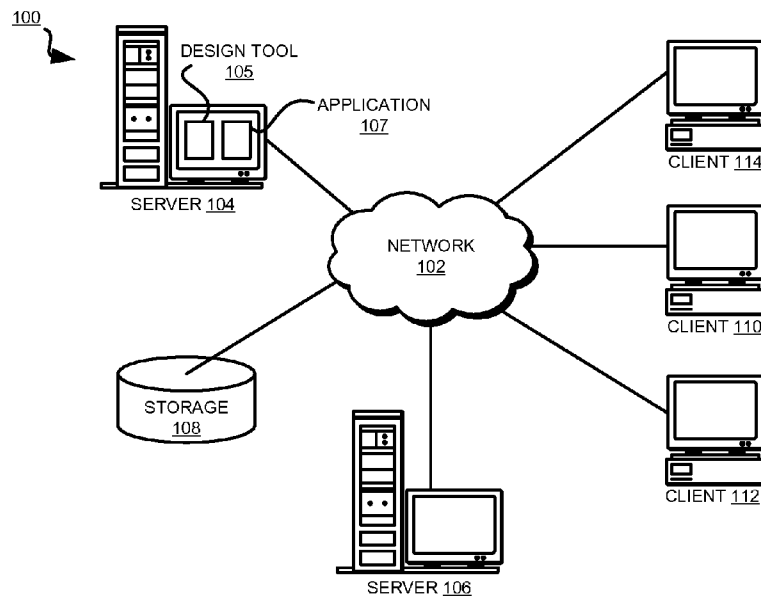 100
DESIGN TOOL
105
APPLICATION
107
SERVER 104
CLIENT 114
NETWORK
102
CLIENT 110
STORAGE
108
CLIENT 112
SERVER 106